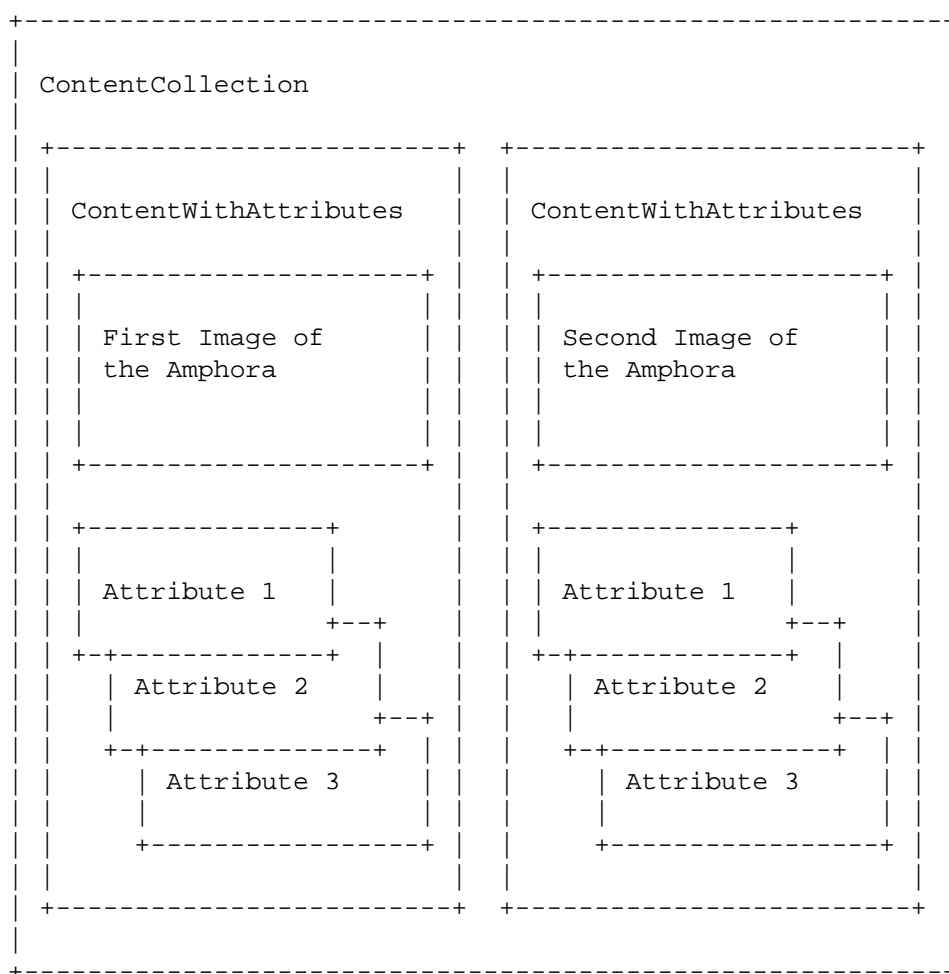 ContentCollection
ContentWithAttributes ContentWithAttributes
First Image of Second Image of
the Amphora the Amphora
Attribute 1 Attribute 1
Attribute 2 Attribute 2
Attribute 3 Attribute 3